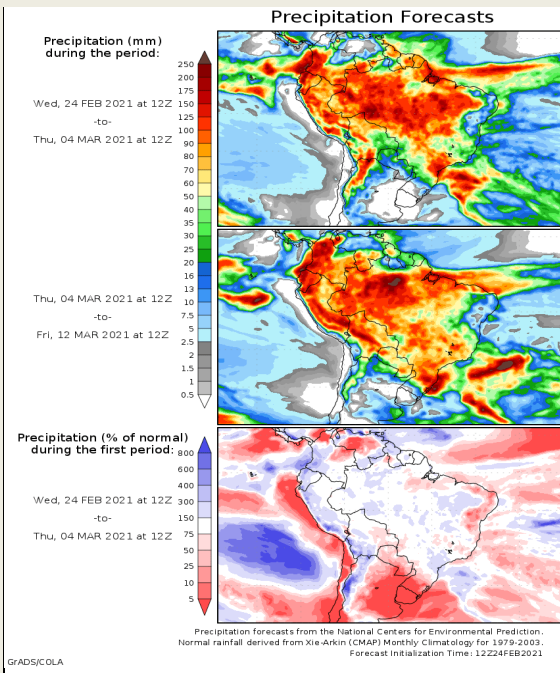 Precipitation Forecasts
Precipitation (mm)
during the period:
250
200
175
Wed, 24 FEB 2021 at 12Z
150
125
-to-
100
Thu, 04 MAR 2021 at 12Z
90
80
70
60
50
40
35
30
25
20
16
Thu, 04 MAR 2021 at 12Z
13
10
-to-
7.5
Fri, 12 MAR 2021 at 12Z
5
2.5
2
1.5
1
0.5
Precipitation (% of normal)
during the first period:
800
600
400
Wed, 24 FEB 2021 at 12Z
300
-to-
150
Thu, 04 MAR 2021 at 12Z
75
50
25
10
5
Precipitation forecasts from the National Centers for Environmental Prediction.
Normal rainfall derived from Xie-Arkin (CMAP) Monthly Climatology for 1979-2003.
Forecast Initialization Time: 12Z24FEB2021
GrADS/COLA